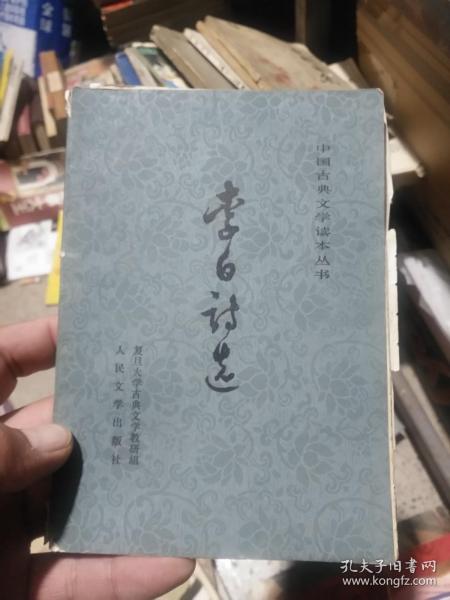 中国古典文学读本丛书
李白诗选
复旦大学古典文学教研组
人民文学出版社
全球
孔夫子旧书网
www.kongfz.com